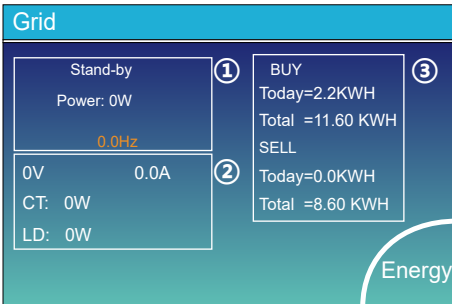 Grid
Stand-by
Power: 0W
0.0Hz
①
0V 0.0A
CT: 0W
LD: 0W
②
BUY
Today=2.2KWH
Total =11.60 KWH
SELL
Today=0.0KWH
Total =8.60 KWH
③
Energy